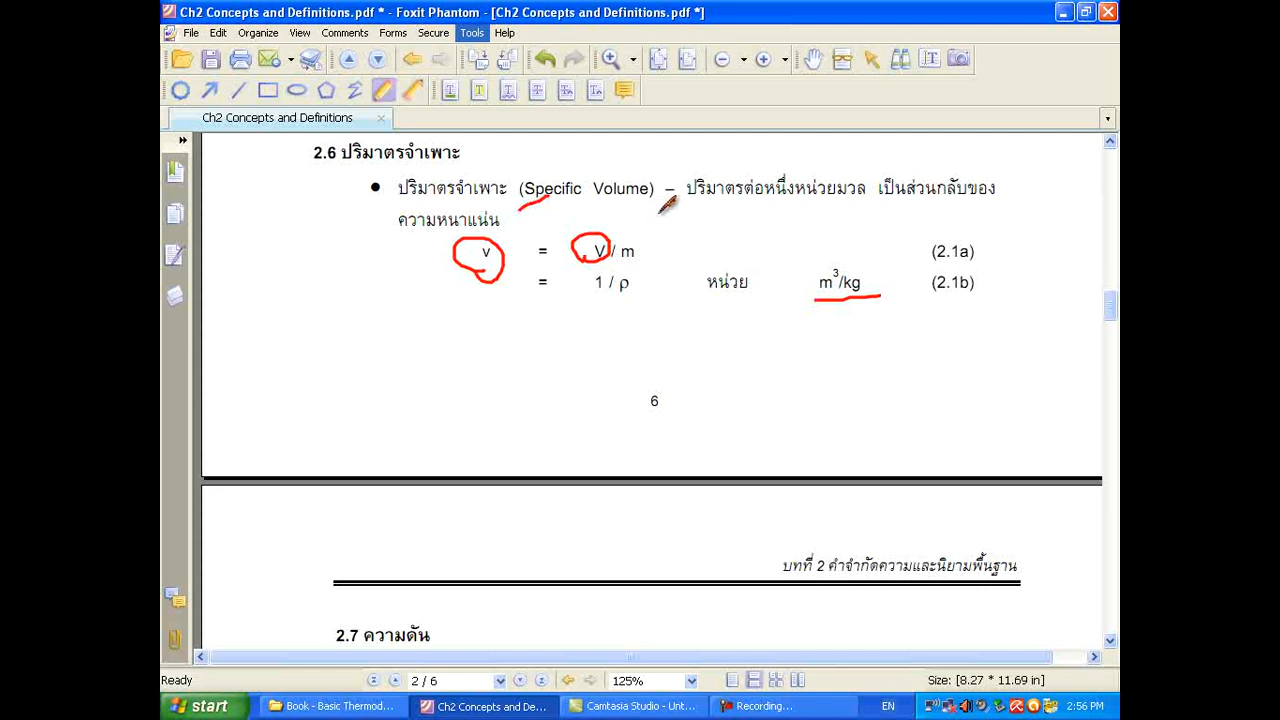 Ch2 Concepts and Definitions.pdf * - Foxit Phantom - [Ch2 Concepts and Definitions.pdf *]
File Edit Organize View Comments Forms Secure Tools Help
Ch2 Concepts and Definitions
2.6 ปริมาตรจำเพาะ
• ปริมาตรจำเพาะ (Specific Volume) – ปริมาตรต่อหนึ่งหน่วยมวล เป็นส่วนกลับของ
ความหนาแน่น
v = V / m (2.1a)
= 1 / ρ หน่วย m³/kg (2.1b)
6
บทที่ 2 คำจำกัดความและนิยามพื้นฐาน
2.7 ความดัน
Ready 2 / 6 125% Size: [8.27 * 11.69 in]
start Book - Basic Thermod... Ch2 Concepts and De... Camtasia Studio - Unt... Recording... EN 2:56 PM